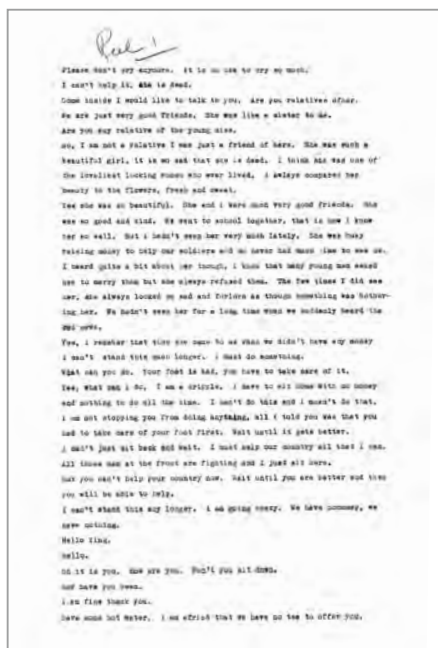 Reel 1
Please don't cry anymore. It is no use to cry so much.
I can't help it, she is dead.
Come inside I would like to talk to you. Are you relatives of her.
We are just very good friends. She was like a sister to me.
Are you any relative of the young miss.
No, I am not a relative I was just a friend of hers. She was such a
beautiful girl, it is so sad that she is dead. I think she was one of
the loveliest looking women who ever lived, I always compared her
beauty to the flowers, fresh and sweet.
Yes she was so beautiful. She and i were such very good friends. She
was so good and kind. We went to school together, that is how i knew
her so well. But i hadn't seen her very much lately. She was busy
raising money to help our soldiers and so never had much time to see us.
I heard quite a bit about her though, i know that many young men asked
her to marry them but she always refused them. The few times I did see
her, she always looked so sad and forlorn as though something was bother-
ing her. We hadn't seen her for a long time when we suddenly heard the
sad news.
Yes, i remember that time she came to us when we didn't have any money
I can't stand this much longer. I must do something.
What can you do. Your foot is bad, you have to take care of it.
Yes, what can i do. I am a cripple. I have to sit home with no money
and nothing to do all the time. I can't do this and i mustn't do that.
I am not stopping you from doing anything, all i told you was that you
had to take care of your foot first. Wait until it gets better.
I can't just sit back and wait. I must help our country all that I can.
All those men at the front are fighting and I just sit here.
But you can't help your country now. Wait until you are better and then
you will be able to help.
I can't stand this any longer. I am going crazy. We have no money, we
have nothing.
Hello Ling.
Hello.
Oh it is you. How are you. Won't you sit down.
How have you been.
I am fine thank you.
Have some hot water. I am afraid that we have no tea to offer you.